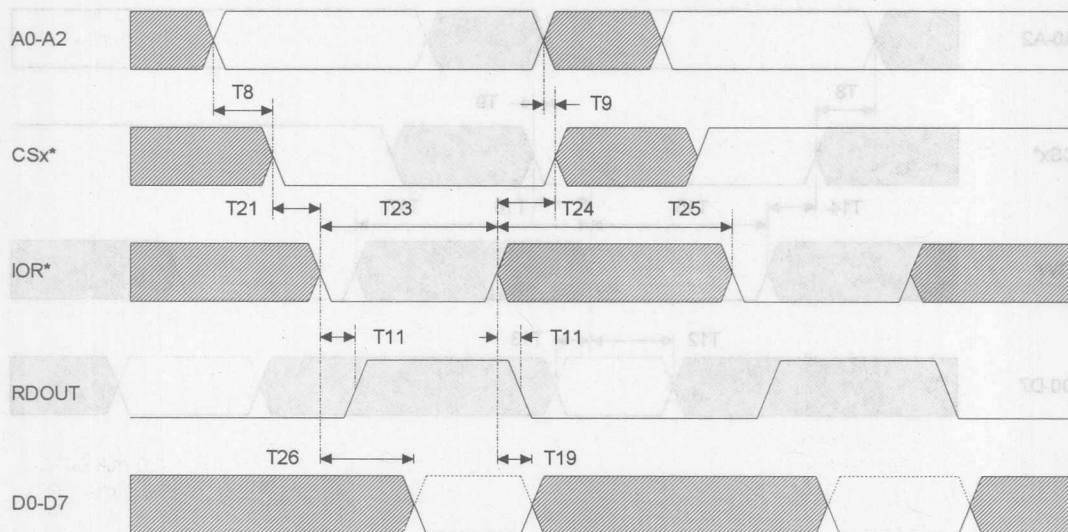 A0-A2
T8
T9
CSx*
T21
T23
T24
T25
IOR*
T11
T11
RDOUT
T26
T19
D0-D7